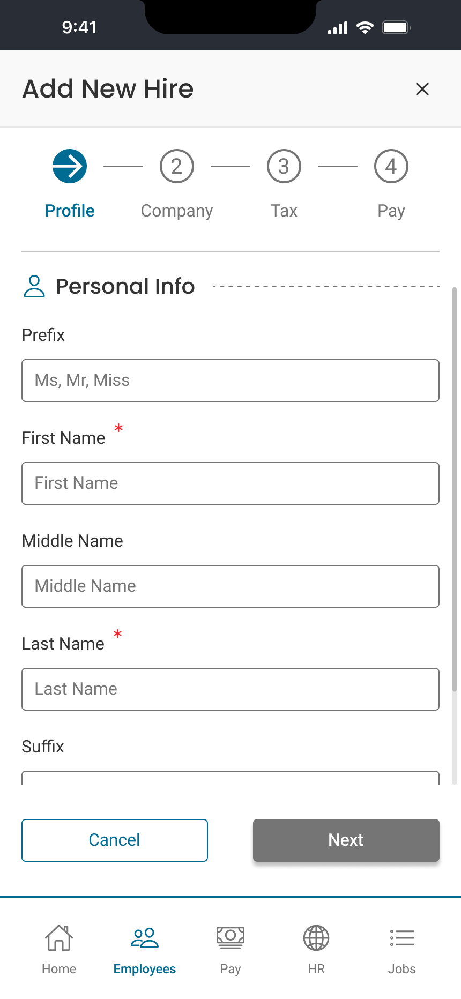 9:41
Add New Hire
2 3 4
Profile Company Tax Pay
Personal Info
Prefix
Ms, Mr, Miss
First Name *
First Name
Middle Name
Middle Name
Last Name *
Last Name
Suffix
Cancel Next
Home Employees Pay HR Jobs